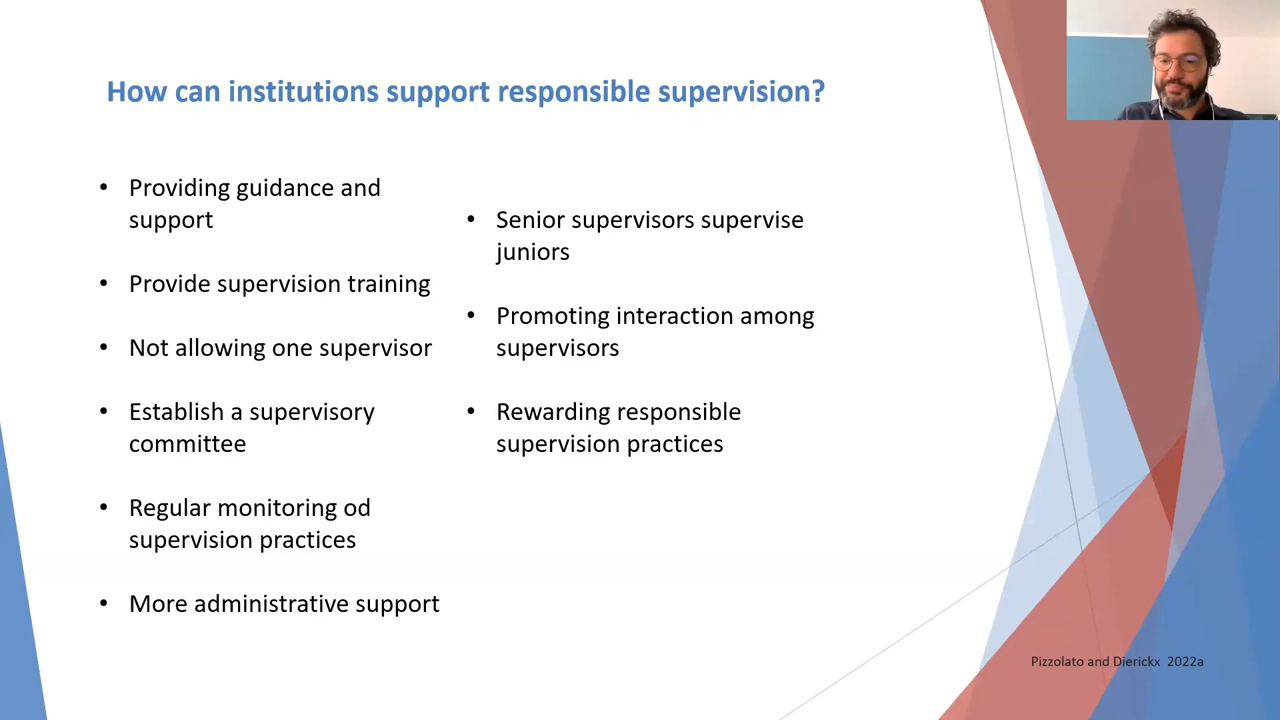 How can institutions support responsible supervision?
• Providing guidance and
support
• Provide supervision training
• Not allowing one supervisor
• Establish a supervisory
committee
• Regular monitoring od
supervision practices
• More administrative support
• Senior supervisors supervise
juniors
• Promoting interaction among
supervisors
• Rewarding responsible
supervision practices
Pizzolato and Dierickx 2022a